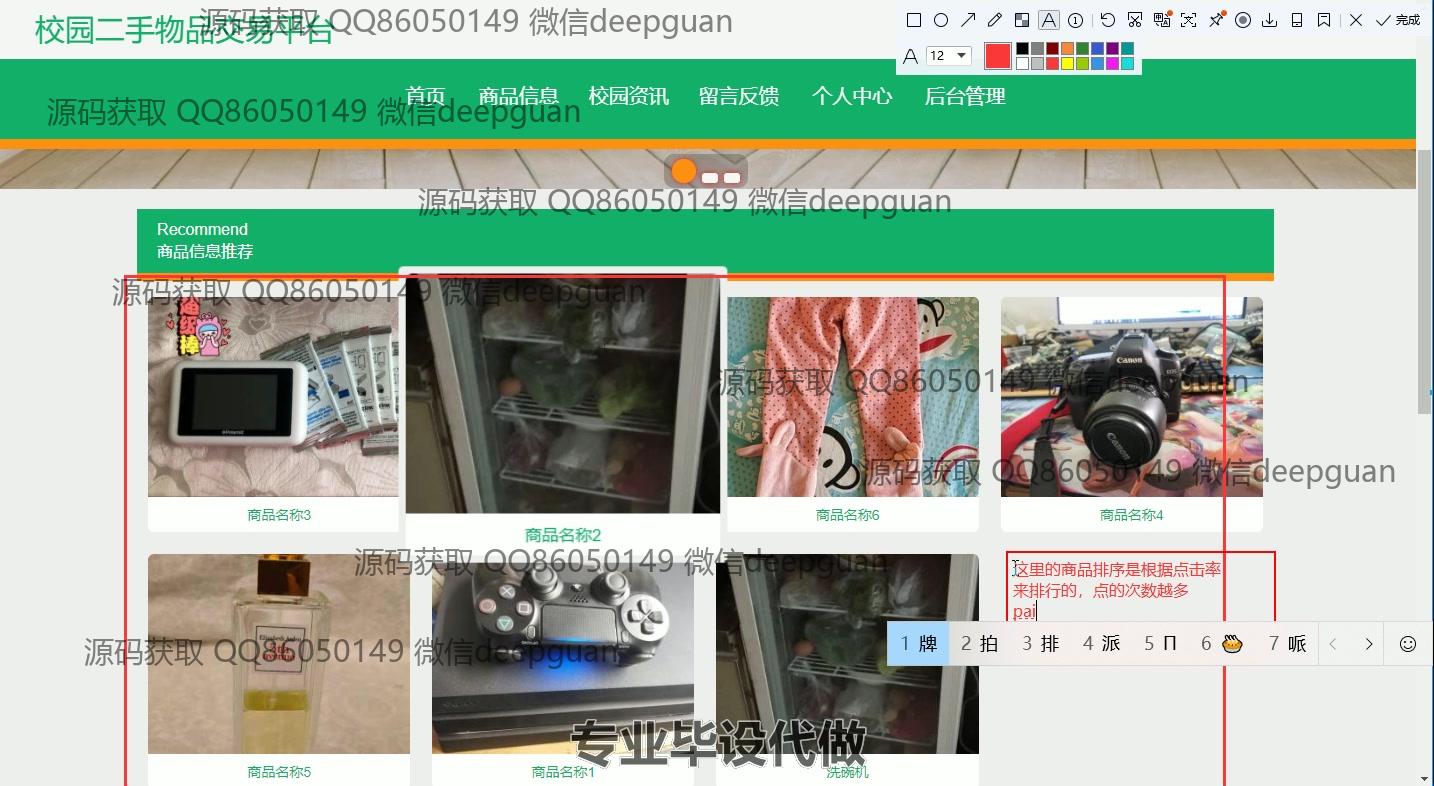 校园二手物品交易平台
源码获取 QQ86050149 微信deepguan
完成
12
首页 商品信息 校园资讯 留言反馈 个人中心 后台管理
源码获取 QQ86050149 微信deepguan
源码获取 QQ86050149 微信deepguan
Recommend
商品信息推荐
源码获取 QQ86050149 微信deepguan
Canon
源码获取 QQ86050149 微信deepguan
源码获取 QQ86050149 微信deepguan
商品名称3
商品名称2
商品名称6
商品名称4
源码获取 QQ86050149 微信deepguan
这里的商品排序是根据点击率
来排行的，点的次数越多
pai
1 牌 2 拍 3 排 4 派 5 Π 6 7 哌
源码获取 QQ86050149 微信deepguan
专业毕设代做
商品名称5
商品名称1
洗碗机